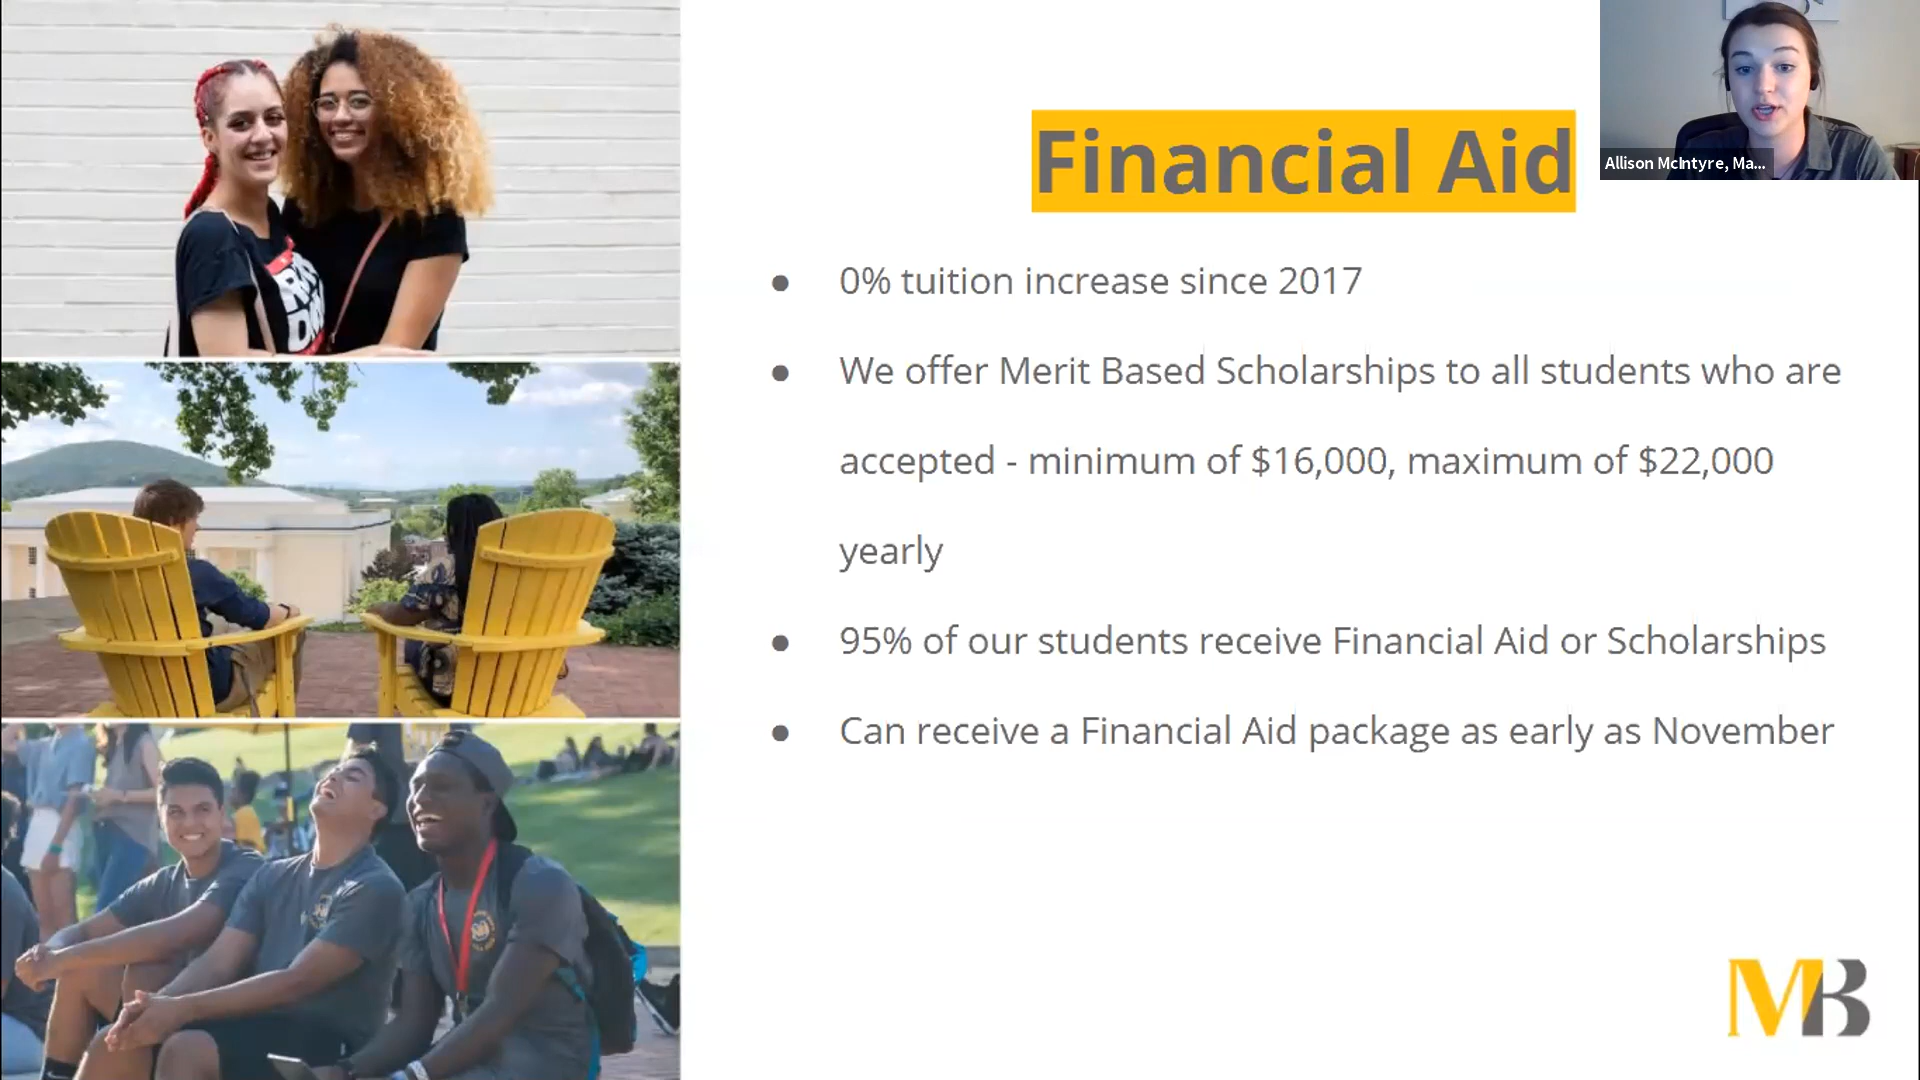 Financial Aid
Allison McIntyre, Ma...
● 0% tuition increase since 2017
● We offer Merit Based Scholarships to all students who are
accepted - minimum of $16,000, maximum of $22,000
yearly
● 95% of our students receive Financial Aid or Scholarships
● Can receive a Financial Aid package as early as November
MB